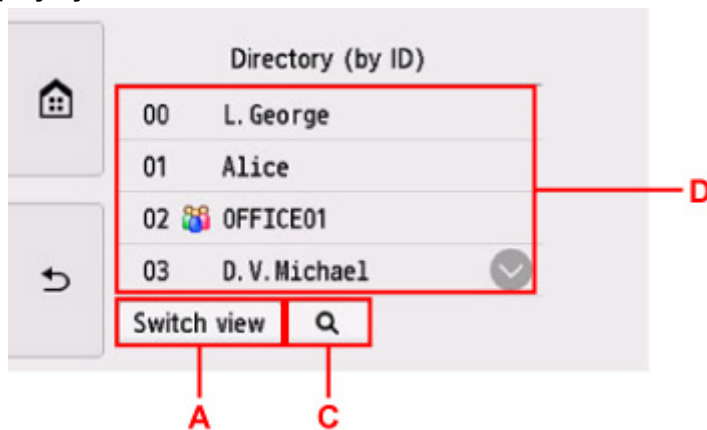 Directory (by ID)
00 L.George
01 Alice
02 OFFICE01
03 D.V.Michael
D
Switch view
A
C